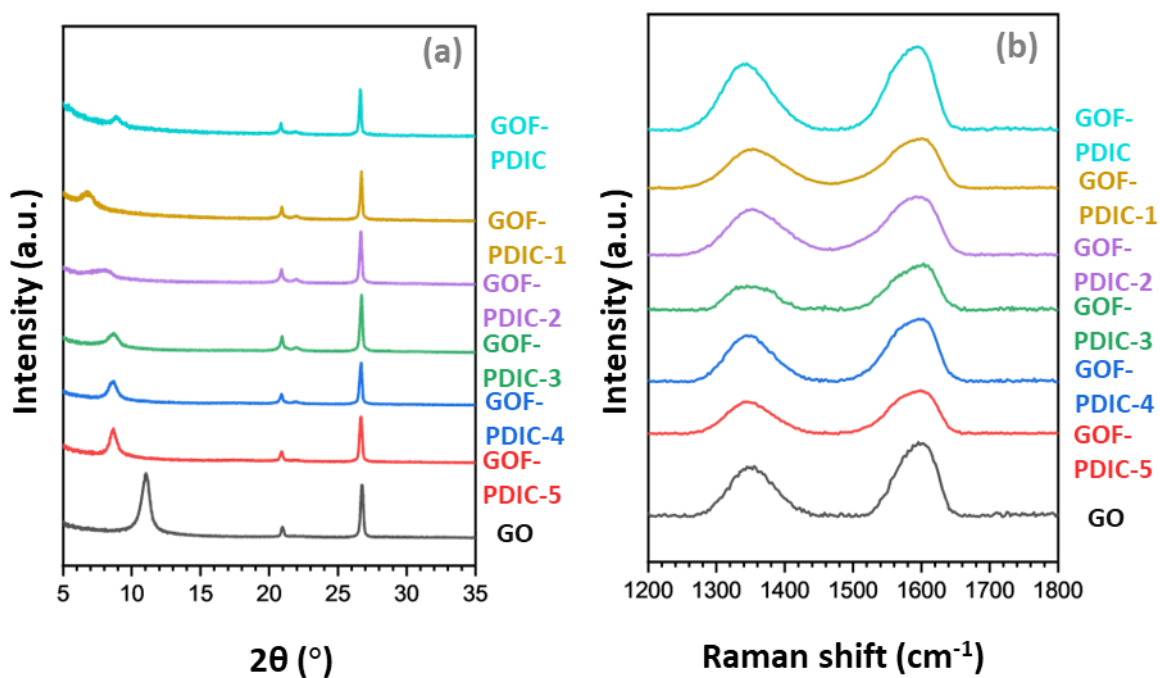 (a)
GOF-
PDIC
GOF-
PDIC-1
GOF-
PDIC-2
GOF-
PDIC-3
GOF-
PDIC-4
GOF-
PDIC-5
GO
Intensity (a.u.)
5 10 15 20 25 30 35
2θ (°)
(b)
GOF-
PDIC
GOF-
PDIC-1
GOF-
PDIC-2
GOF-
PDIC-3
GOF-
PDIC-4
GOF-
PDIC-5
GO
Intensity (a.u.)
1200 1300 1400 1500 1600 1700 1800
Raman shift (cm⁻¹)